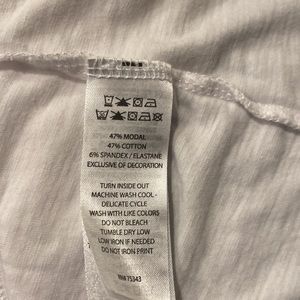 47% MODAL
47% COTTON
6% SPANDEX / ELASTANE
EXCLUSIVE OF DECORATION
TURN INSIDE OUT
MACHINE WASH COOL -
DELICATE CYCLE
WASH WITH LIKE COLORS
DO NOT BLEACH
TUMBLE DRY LOW
LOW IRON IF NEEDED
DO NOT IRON PRINT